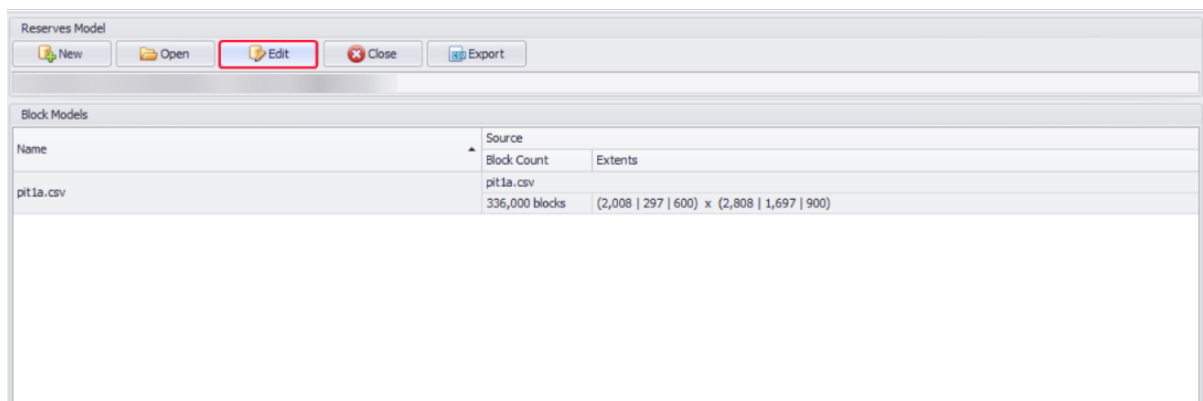 Reserves Model
New Open Edit Close Export
Block Models
Name
Source
Block Count Extents
pit1a.csv
pit1a.csv
336,000 blocks (2,008 | 297 | 600) x (2,808 | 1,697 | 900)